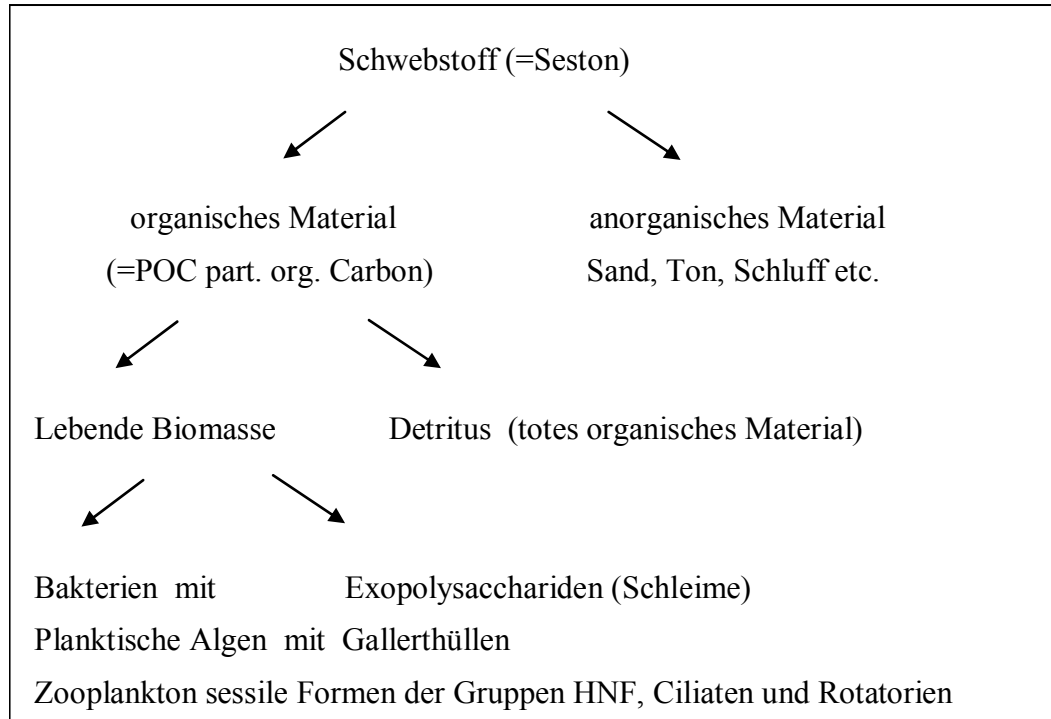 Schwebstoff (=Seston)
organisches Material anorganisches Material
(=POC part. org. Carbon) Sand, Ton, Schluff etc.
Lebende Biomasse Detritus (totes organisches Material)
Bakterien mit Exopolysacchariden (Schleime)
Planktische Algen mit Gallerthüllen
Zooplankton sessile Formen der Gruppen HNF, Ciliaten und Rotatorien